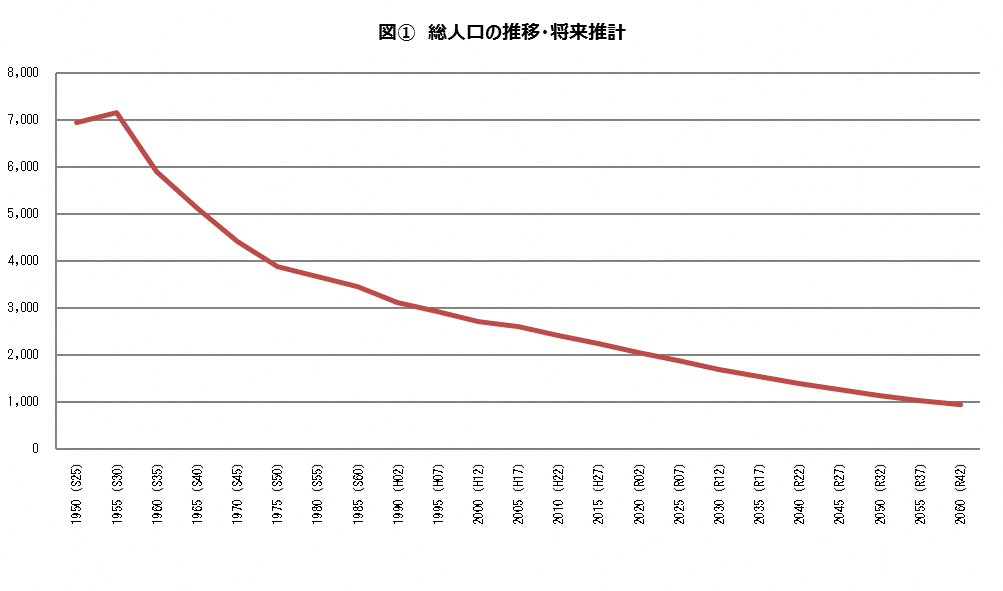 図① 総人口の推移・将来推計
8,000
7,000
6,000
5,000
4,000
3,000
2,000
1,000
0
1950 (S25)
1955 (S30)
1960 (S35)
1965 (S40)
1970 (S45)
1975 (S50)
1980 (S55)
1985 (S60)
1990 (H02)
1995 (H07)
2000 (H12)
2005 (H17)
2010 (H22)
2015 (H27)
2020 (R02)
2025 (R07)
2030 (R12)
2035 (R17)
2040 (R22)
2045 (R27)
2050 (R32)
2055 (R37)
2060 (R42)